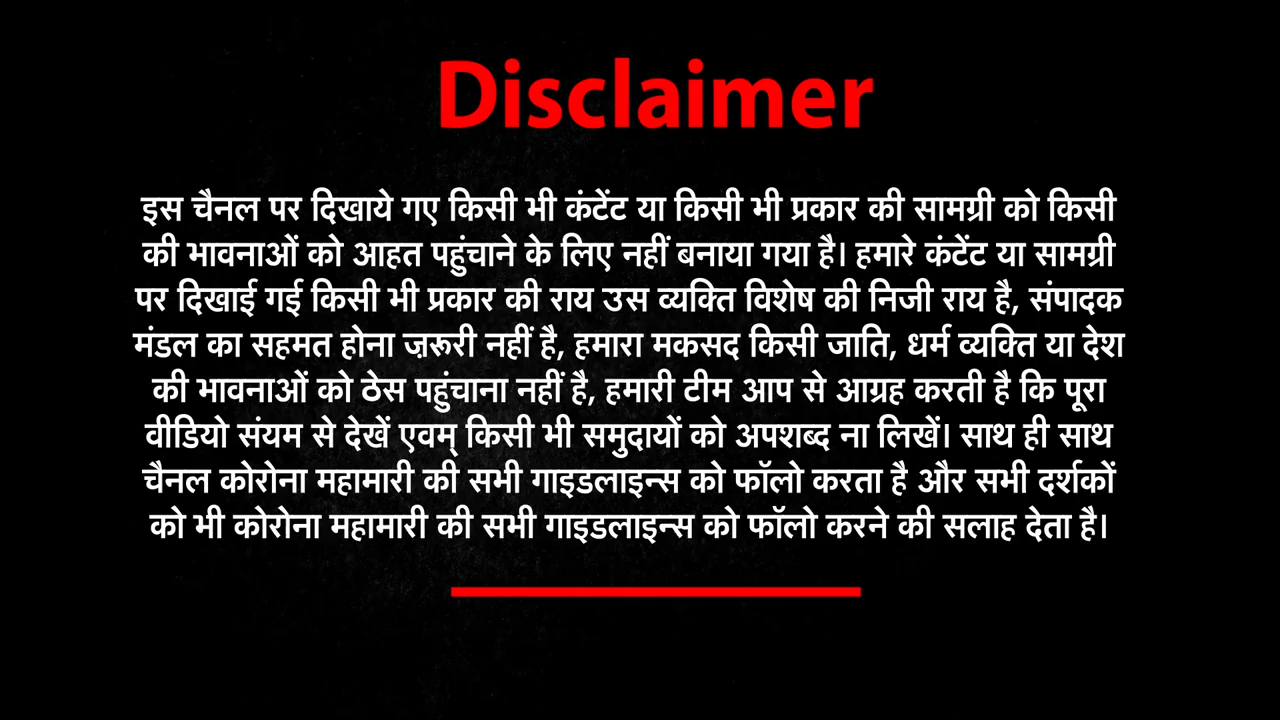 Disclaimer
इस चैनल पर दिखाये गए किसी भी कंटेंट या किसी भी प्रकार की सामग्री को किसी
की भावनाओं को आहत पहुंचाने के लिए नहीं बनाया गया है। हमारे कंटेंट या सामग्री
पर दिखाई गई किसी भी प्रकार की राय उस व्यक्ति विशेष की निजी राय है, संपादक
मंडल का सहमत होना ज़रूरी नहीं है, हमारा मकसद किसी जाति, धर्म व्यक्ति या देश
की भावनाओं को ठेस पहुंचाना नहीं है, हमारी टीम आप से आग्रह करती है कि पूरा
वीडियो संयम से देखें एवम् किसी भी समुदायों को अपशब्द ना लिखें। साथ ही साथ
चैनल कोरोना महामारी की सभी गाइडलाइन्स को फॉलो करता है और सभी दर्शकों
को भी कोरोना महामारी की सभी गाइडलाइन्स को फॉलो करने की सलाह देता है।